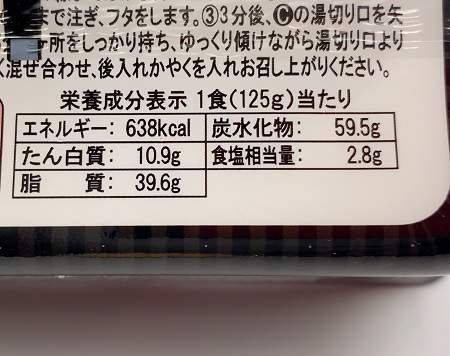 まで注ぎ、フタをします。③3分後、Ⓒの湯切り口を矢
所をしっかり持ち、ゆっくり傾けながら湯切り口より
混ぜ合わせ、後入れかやくを入れお召し上がりください。
栄養成分表示 1食(125g)当たり
エネルギー: 638kcal 炭水化物: 59.5g
たん白質: 10.9g 食塩相当量: 2.8g
脂質: 39.6g